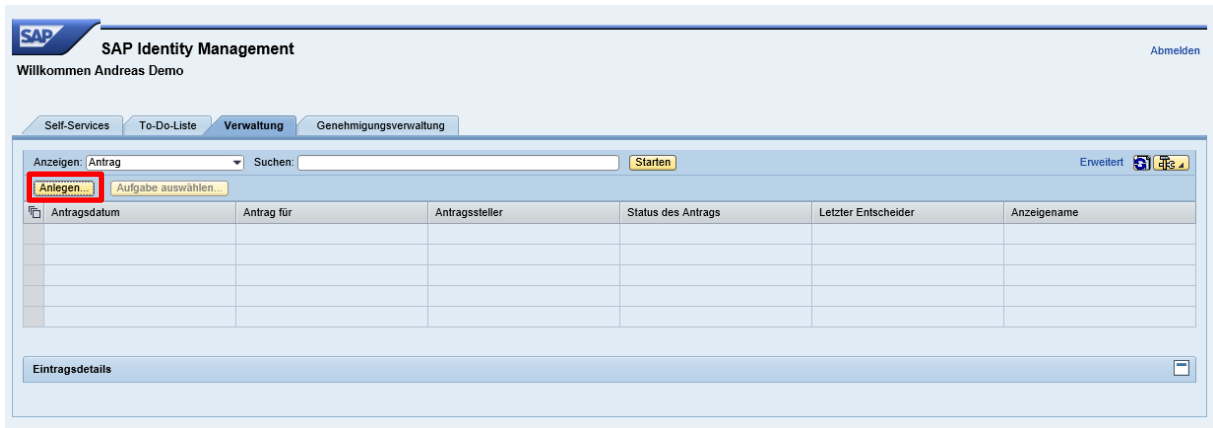 SAP
SAP Identity Management
Abmelden
Willkommen Andreas Demo
Self-Services To-Do-Liste Verwaltung Genehmigungsverwaltung
Anzeigen: Antrag Suchen: Starten Erweitert
Anlegen... Aufgabe auswählen...
Antragsdatum Antrag für Antragssteller Status des Antrags Letzter Entscheider Anzeigename
Eintragsdetails